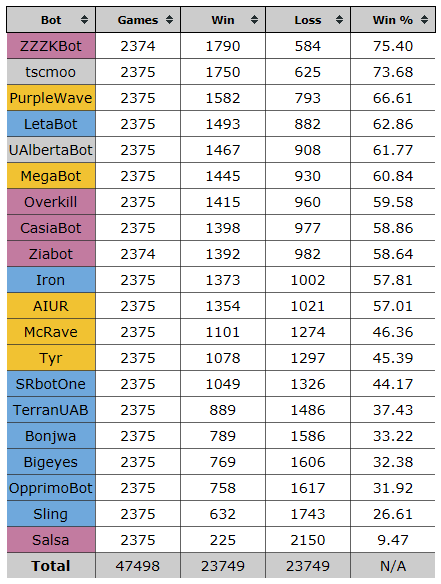 Bot Games Win Loss Win %
ZZZKBot 2374 1790 584 75.40
tscmoo 2375 1750 625 73.68
PurpleWave 2375 1582 793 66.61
LetaBot 2375 1493 882 62.86
UAlbertaBot 2375 1467 908 61.77
MegaBot 2375 1445 930 60.84
Overkill 2375 1415 960 59.58
CasiaBot 2375 1398 977 58.86
Ziabot 2374 1392 982 58.64
Iron 2375 1373 1002 57.81
AIUR 2375 1354 1021 57.01
McRave 2375 1101 1274 46.36
Tyr 2375 1078 1297 45.39
SRbotOne 2375 1049 1326 44.17
TerranUAB 2375 889 1486 37.43
Bonjwa 2375 789 1586 33.22
Bigeyes 2375 769 1606 32.38
OpprimoBot 2375 758 1617 31.92
Sling 2375 632 1743 26.61
Salsa 2375 225 2150 9.47
Total 47498 23749 23749 N/A